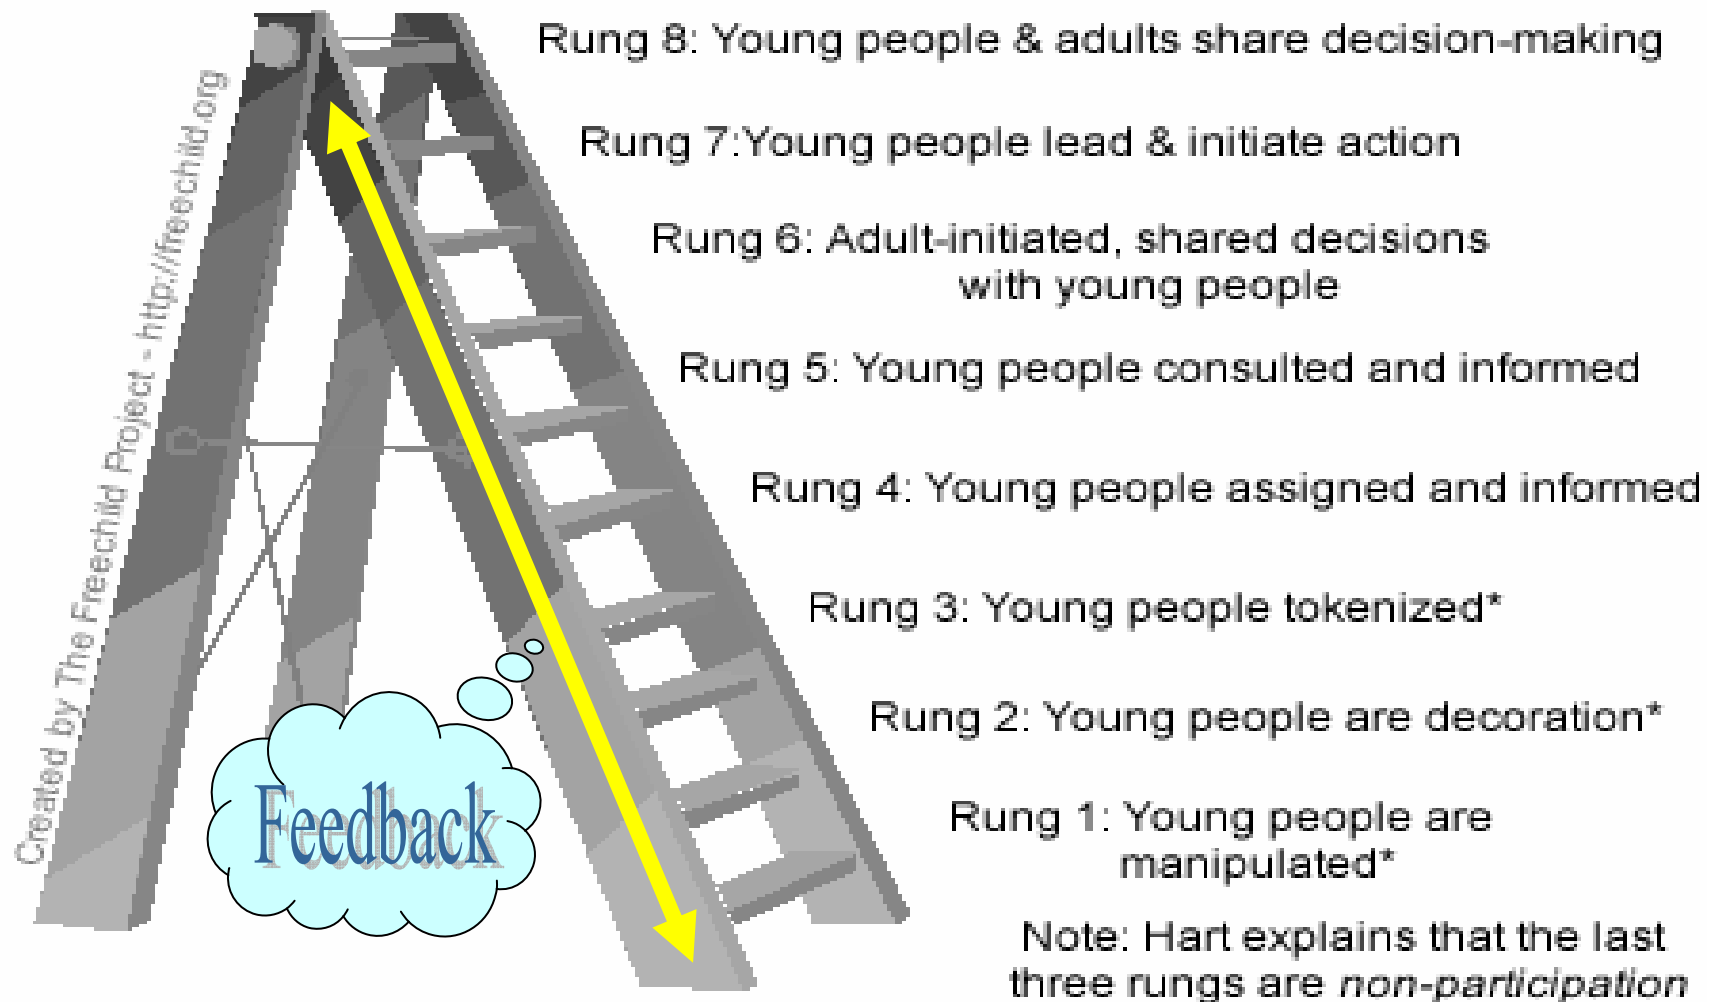 Rung 8: Young people & adults share decision-making
Rung 7:Young people lead & initiate action
Rung 6: Adult-initiated, shared decisions
with young people
Rung 5: Young people consulted and informed
Rung 4: Young people assigned and informed
Rung 3: Young people tokenized*
Rung 2: Young people are decoration*
Rung 1: Young people are
manipulated*
Note: Hart explains that the last
three rungs are non-participation
Feedback
Created by The Freechild Project - http://freechild.org